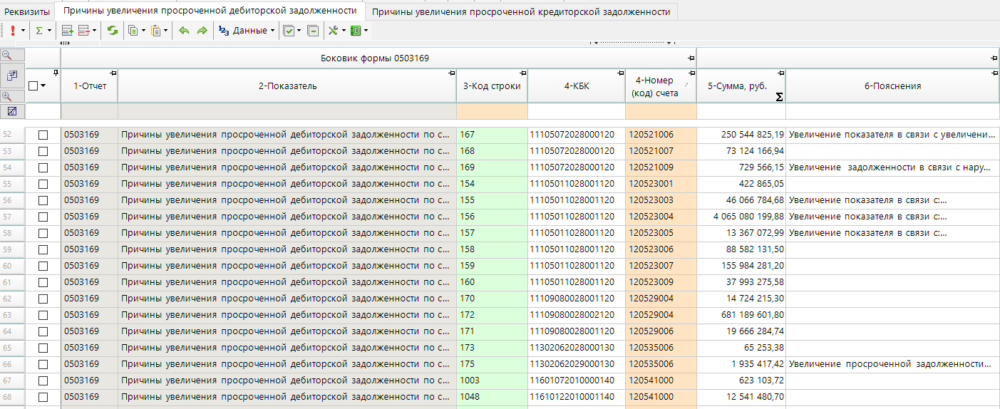 Реквизиты Причины увеличения просроченной дебиторской задолженности Причины увеличения просроченной кредиторской задолженности
Данные
Боковик формы 0503169
1-Отчет 2-Показатель 3-Код строки 4-КБК 4-Номер (код) счета 5-Сумма, руб. 6-Пояснения
52 0503169 Причины увеличения просроченной дебиторской задолженности по с... 167 11105072028000120 120521006 250 544 825,19 Увеличение показателя в связи с увеличени...
53 0503169 Причины увеличения просроченной дебиторской задолженности по с... 168 11105072028000120 120521007 73 124 166,94
54 0503169 Причины увеличения просроченной дебиторской задолженности по с... 169 11105072028000120 120521009 729 566,15 Увеличение задолженности в связи с нару...
55 0503169 Причины увеличения просроченной дебиторской задолженности по с... 154 11105011028001120 120523001 422 865,05
56 0503169 Причины увеличения просроченной дебиторской задолженности по с... 155 11105011028001120 120523003 46 066 784,68 Увеличение показателя в связи с:...
57 0503169 Причины увеличения просроченной дебиторской задолженности по с... 156 11105011028001120 120523004 4 065 080 199,88 Увеличение показателя в связи с:...
58 0503169 Причины увеличения просроченной дебиторской задолженности по с... 157 11105011028001120 120523005 13 367 072,99 Увеличение показателя в связи с:...
59 0503169 Причины увеличения просроченной дебиторской задолженности по с... 158 11105011028001120 120523006 88 582 131,50
60 0503169 Причины увеличения просроченной дебиторской задолженности по с... 159 11105011028001120 120523007 155 984 281,20
61 0503169 Причины увеличения просроченной дебиторской задолженности по с... 160 11105011028001120 120523009 37 993 275,58
62 0503169 Причины увеличения просроченной дебиторской задолженности по с... 170 11109080028001120 120529004 14 724 215,30
63 0503169 Причины увеличения просроченной дебиторской задолженности по с... 172 11109080028002120 120529004 681 189 601,80
64 0503169 Причины увеличения просроченной дебиторской задолженности по с... 171 11109080028001120 120529006 19 666 284,74
65 0503169 Причины увеличения просроченной дебиторской задолженности по с... 173 11302062028000130 120535006 65 253,38
66 0503169 Причины увеличения просроченной дебиторской задолженности по с... 175 11302062029000130 120535006 1 935 417,42 Увеличение просроченной задолженности...
67 0503169 Причины увеличения просроченной дебиторской задолженности по с... 1003 11601072010000140 120541000 623 103,72
68 0503169 Причины увеличения просроченной дебиторской задолженности по с... 1048 11610122010001140 120541000 12 541 480,70